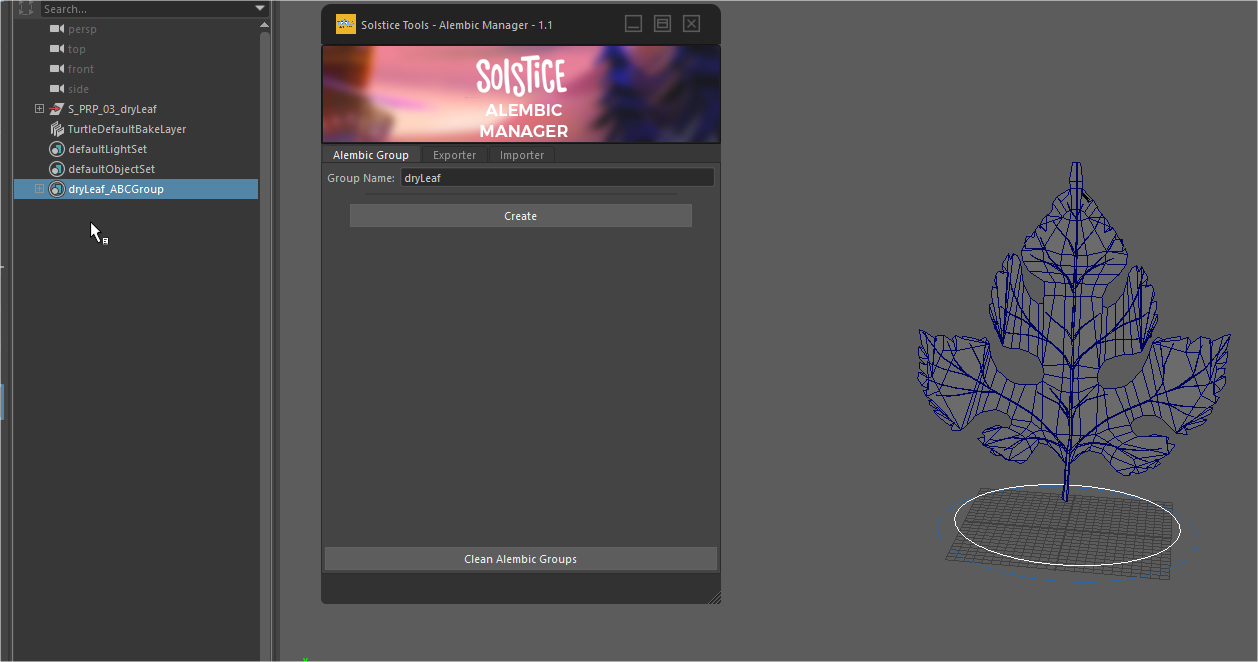 Search...
persp
top
front
side
S_PRP_03_dryLeaf
TurtleDefaultBakeLayer
defaultLightSet
defaultObjectSet
dryLeaf_ABCGroup
Solstice Tools - Alembic Manager - 1.1
SOLSTICE
ALEMBIC
MANAGER
Alembic Group Exporter Importer
Group Name: dryLeaf
Create
Clean Alembic Groups